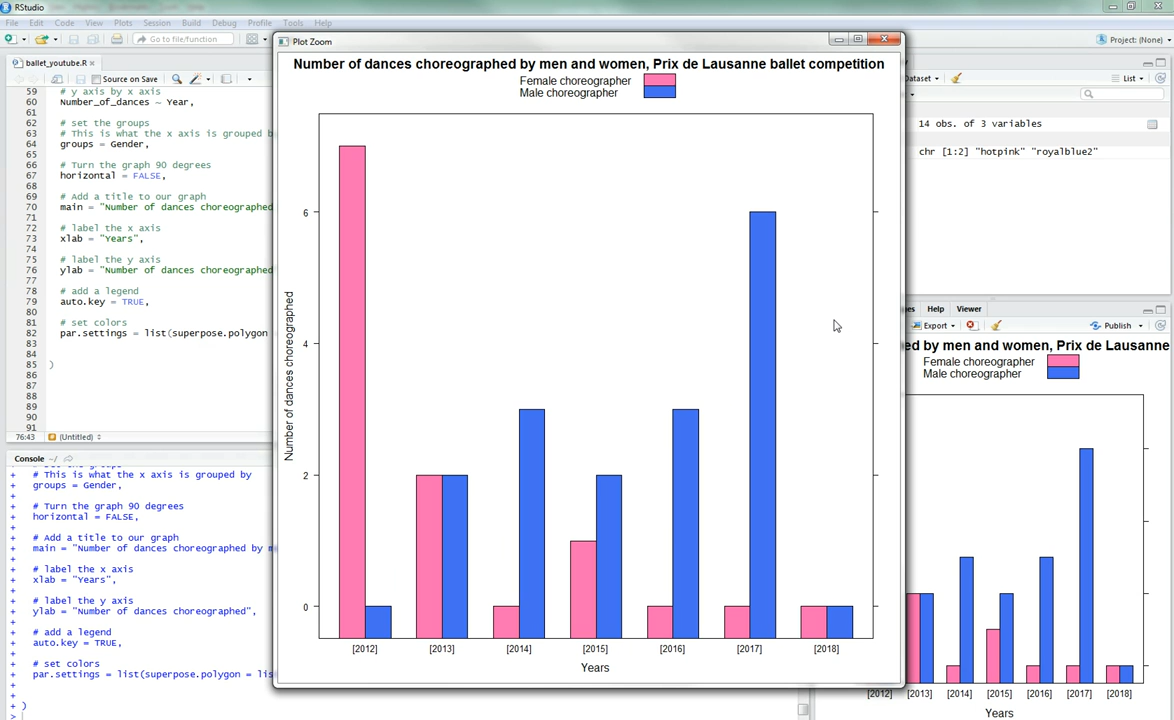 RStudio
File Edit Code View Plots Session Build Debug Profile Tools Help
Go to file/function
Project: (None)
ballet_youtube.R
Source on Save
59 # y axis by x axis
60 Number_of_dances ~ Year,
61
62 # set the groups
63 # This is what the x axis is grouped b
64 groups = Gender,
65
66 # Turn the graph 90 degrees
67 horizontal = FALSE,
68
69 # Add a title to our graph
70 main = "Number of dances choreographed
71
72 # label the x axis
73 xlab = "Years",
74
75 # label the y axis
76 ylab = "Number of dances choreographed
77
78 # add a legend
79 auto.key = TRUE,
80
81 # set colors
82 par.settings = list(superpose.polygon
83
84
85 )
86
87
88
89
90
91
76:43 (Untitled)
Console ~/
+ # This is what the x axis is grouped by
+ groups = Gender,
+
+ # Turn the graph 90 degrees
+ horizontal = FALSE,
+
+ # Add a title to our graph
+ main = "Number of dances choreographed by m
+
+ # label the x axis
+ xlab = "Years",
+
+ # label the y axis
+ ylab = "Number of dances choreographed",
+
+ # add a legend
+ auto.key = TRUE,
+
+ # set colors
+ par.settings = list(superpose.polygon = lis
+
+
+ )
>
Plot Zoom
Number of dances choreographed by men and women, Prix de Lausanne ballet competition
Female choreographer
Male choreographer
Number of dances choreographed
6
4
2
0
[2012] [2013] [2014] [2015] [2016] [2017] [2018]
Years
Dataset
List
14 obs. of 3 variables
chr [1:2] "hotpink" "royalblue2"
es Help Viewer
Export
Publish
ed by men and women, Prix de Lausanne
Female choreographer
Male choreographer
[2012] [2013] [2014] [2015] [2016] [2017] [2018]
Years